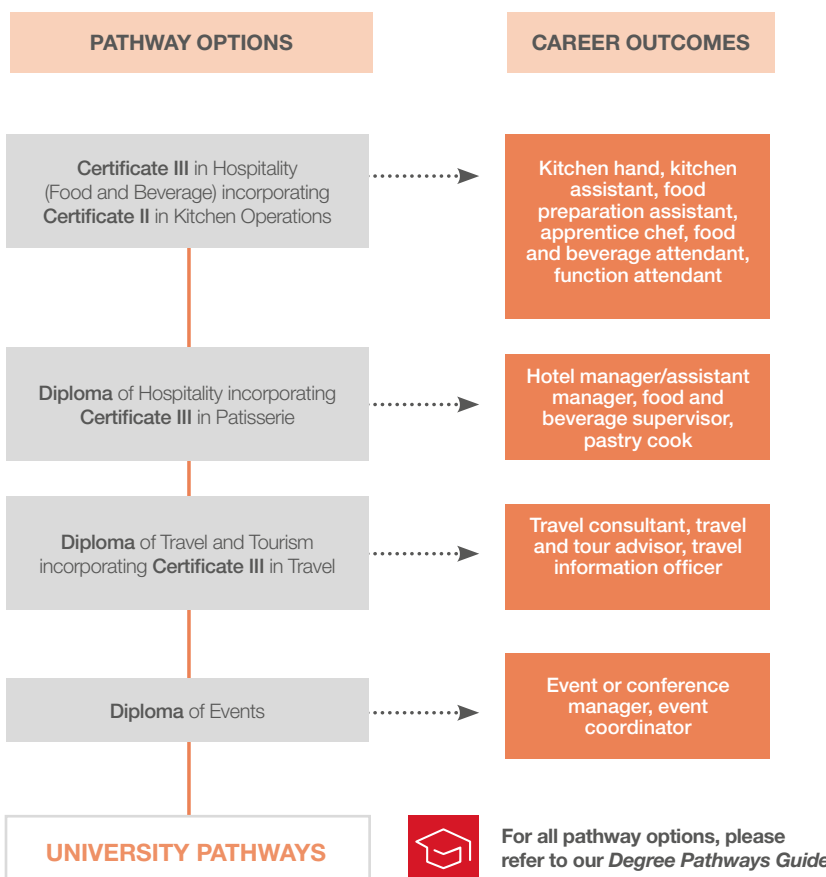 PATHWAY OPTIONS
CAREER OUTCOMES
Certificate III in Hospitality
(Food and Beverage) incorporating
Certificate II in Kitchen Operations
Kitchen hand, kitchen
assistant, food
preparation assistant,
apprentice chef, food
and beverage attendant,
function attendant
Diploma of Hospitality incorporating
Certificate III in Patisserie
Hotel manager/assistant
manager, food and
beverage supervisor,
pastry cook
Diploma of Travel and Tourism
incorporating Certificate III in Travel
Travel consultant, travel
and tour advisor, travel
information officer
Diploma of Events
Event or conference
manager, event
coordinator
UNIVERSITY PATHWAYS
For all pathway options, please
refer to our Degree Pathways Guide